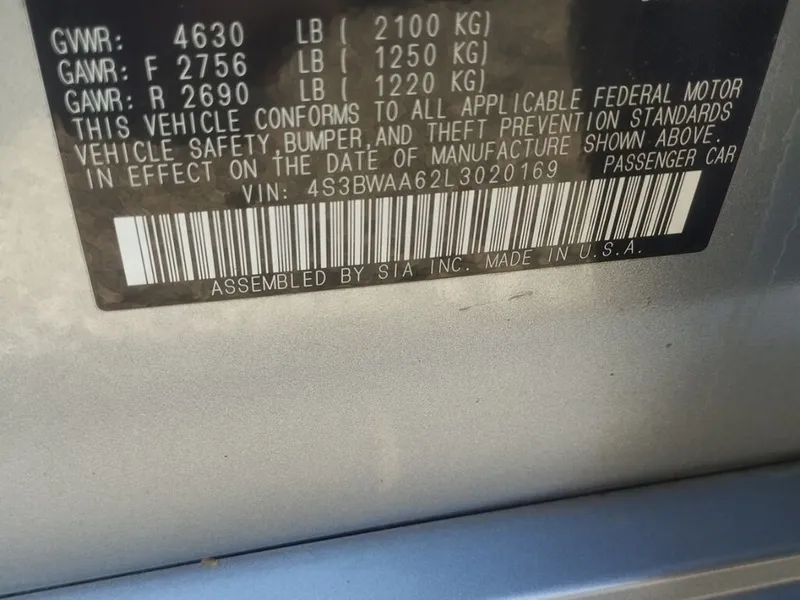 GVWR: 4630 LB ( 2100 KG)
GAWR: F 2756 LB ( 1250 KG)
GAWR: R 2690 LB ( 1220 KG)
THIS VEHICLE CONFORMS TO ALL APPLICABLE FEDERAL MOTOR
VEHICLE SAFETY,BUMPER,AND THEFT PREVENTION STANDARDS
IN EFFECT ON THE DATE OF MANUFACTURE SHOWN ABOVE.
VIN: 4S3BWAA62L3020169 PASSENGER CAR
ASSEMBLED BY SIA INC. MADE IN U.S.A.